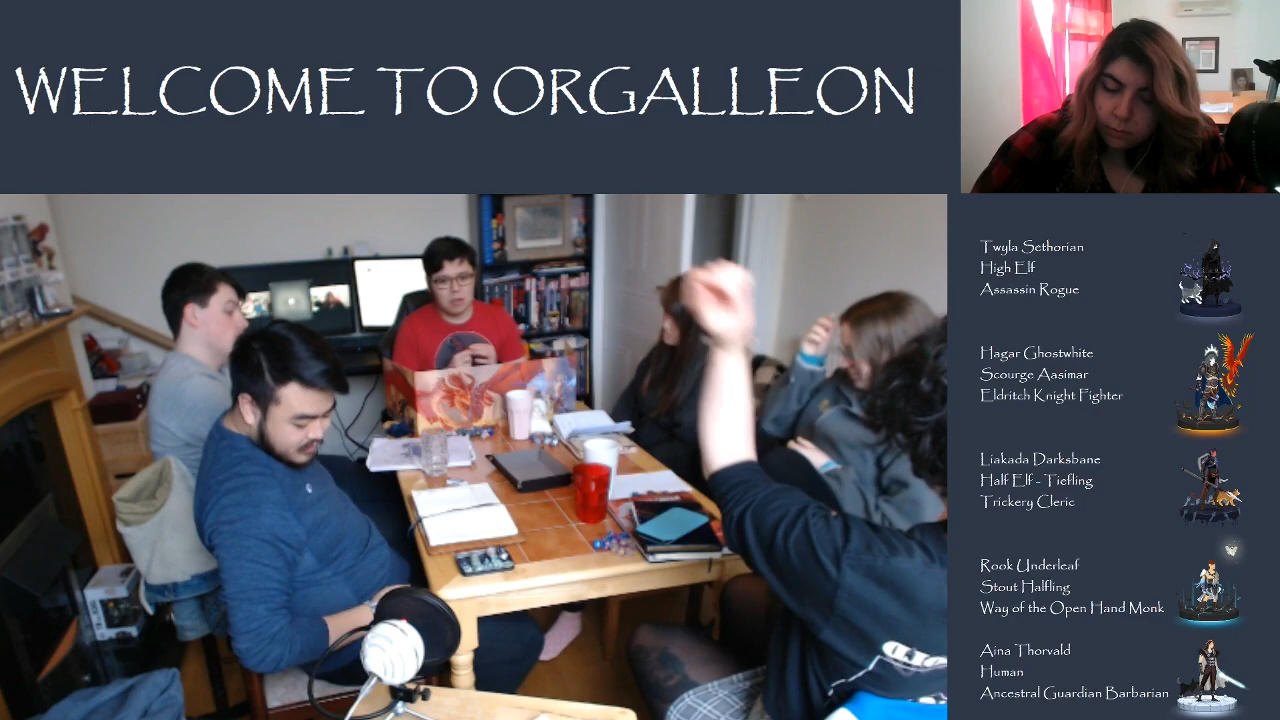 WELCOME TO ORGALLEON
Twyla Sethorian
High Elf
Assassin Rogue
Hagar Ghostwhite
Scourge Aasimar
Eldritch Knight Fighter
Liakada Darksbane
Half Elf - Tiefling
Trickery Cleric
Rook Underleaf
Stout Halfling
Way of the Open Hand Monk
Aina Thorvald
Human
Ancestral Guardian Barbarian